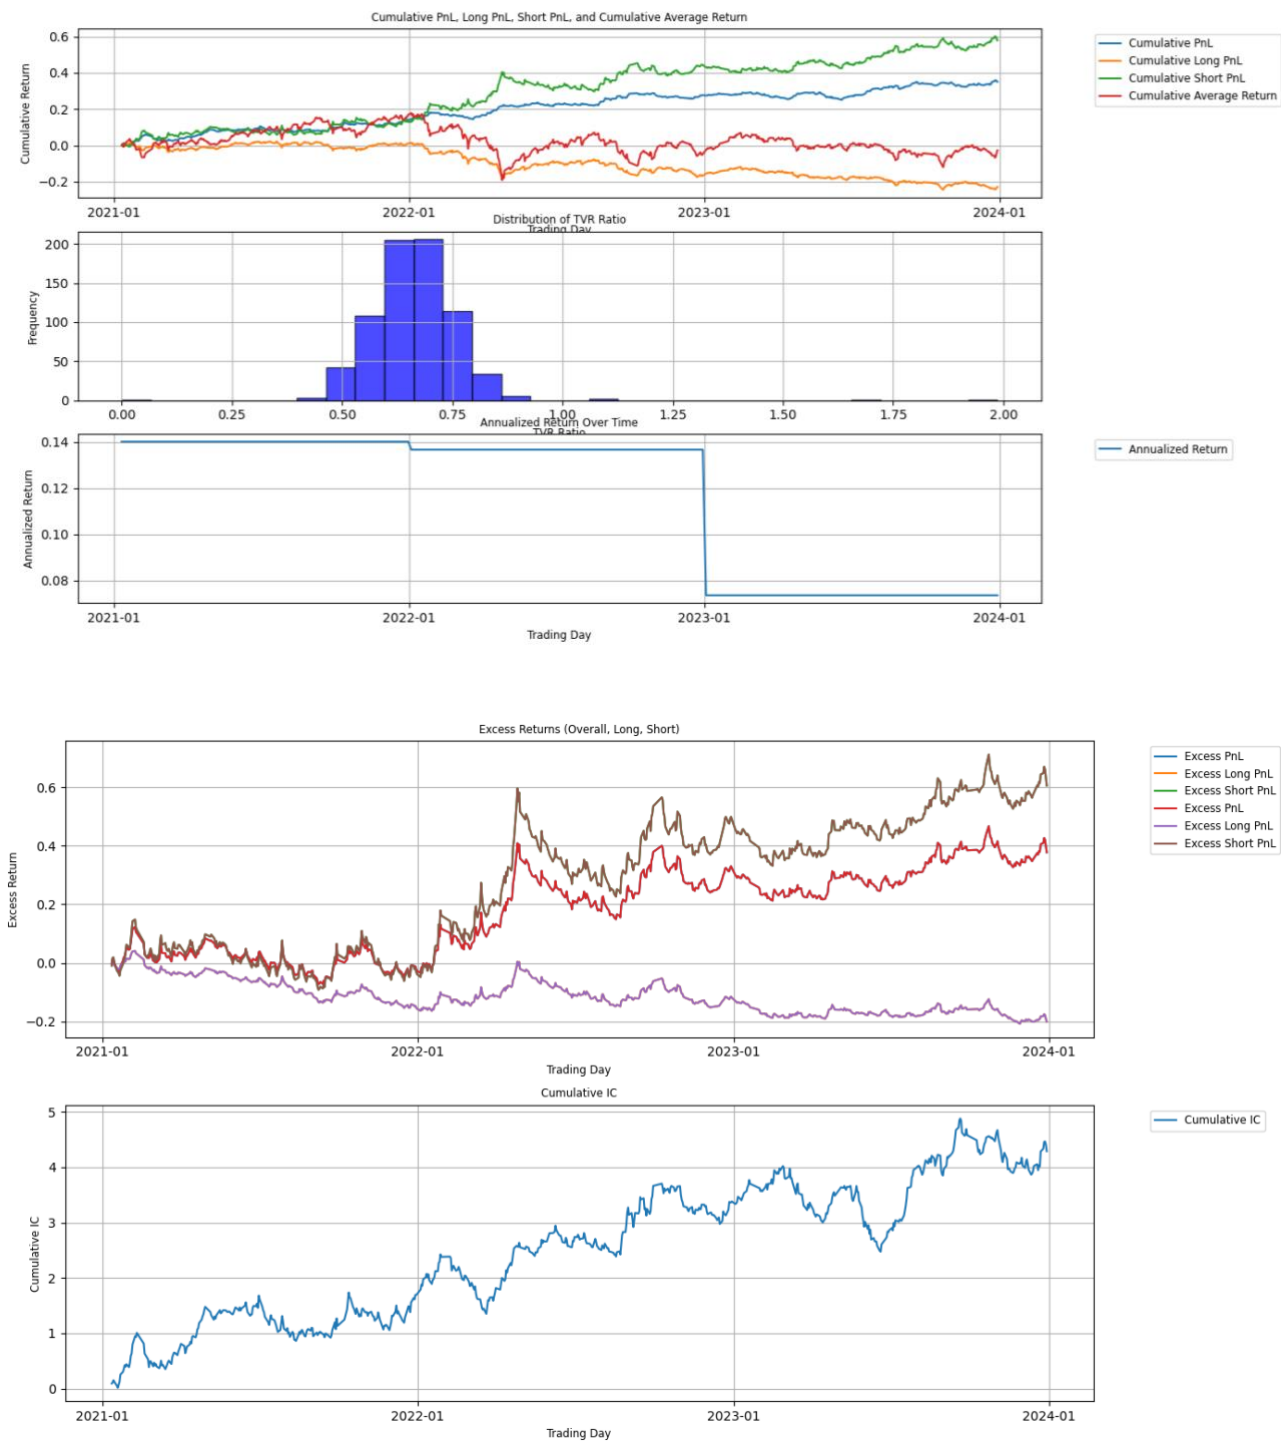 Cumulative PnL, Long PnL, Short PnL, and Cumulative Average Return
Cumulative Return
0.6
0.4
0.2
0.0
−0.2
2021-01
2022-01
2023-01
2024-01
Trading Day
Cumulative PnL
Cumulative Long PnL
Cumulative Short PnL
Cumulative Average Return
Distribution of TVR Ratio
Frequency
200
150
100
50
0
0.00
0.25
0.50
0.75
1.00
1.25
1.50
1.75
2.00
TVR Ratio
Annualized Return Over Time
Annualized Return
0.14
0.12
0.10
0.08
2021-01
2022-01
2023-01
2024-01
Trading Day
Annualized Return
Excess Returns (Overall, Long, Short)
Excess Return
0.6
0.4
0.2
0.0
−0.2
2021-01
2022-01
2023-01
2024-01
Trading Day
Excess PnL
Excess Long PnL
Excess Short PnL
Excess PnL
Excess Long PnL
Excess Short PnL
Cumulative IC
Cumulative IC
5
4
3
2
1
0
2021-01
2022-01
2023-01
2024-01
Trading Day
Cumulative IC